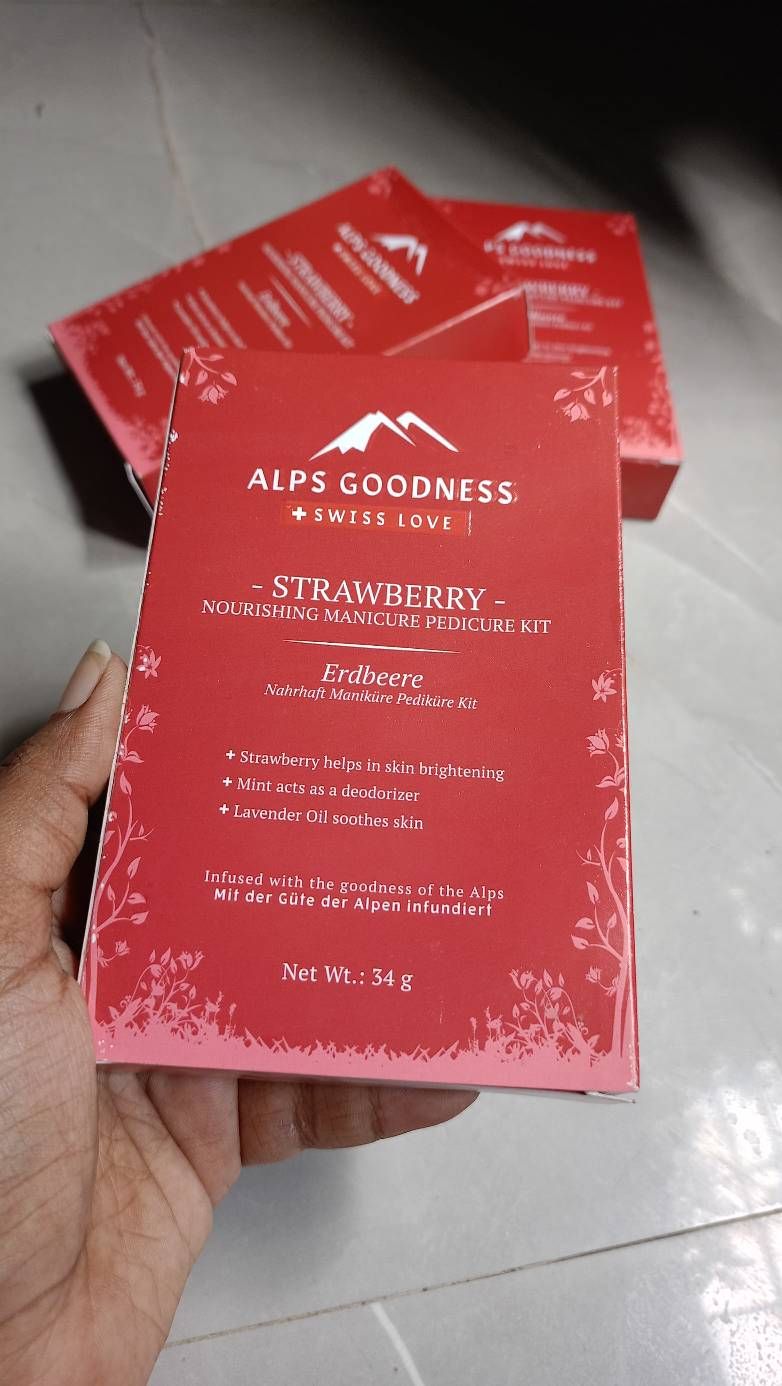 ALPS GOODNESS
SWISS LOVE
- STRAWBERRY -
NOURISHING MANICURE PEDICURE KIT
Erdbeere
Nahrhaft Maniküre Pediküre Kit
+ Strawberry helps in skin brightening
+ Mint acts as a deodorizer
+ Lavender Oil soothes skin
Infused with the goodness of the Alps
Mit der Güte der Alpen infundiert
Net Wt.: 34 g
ALPS GOODNESS
- STRAWBERRY -
GOODNESS
SWISS LOVE